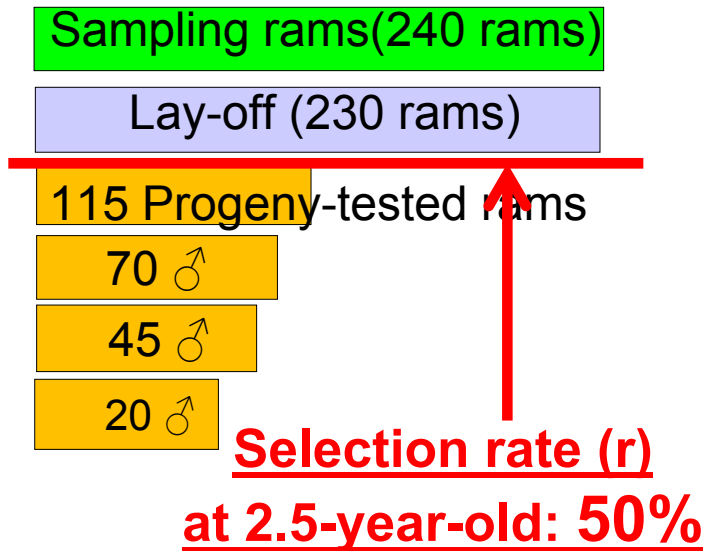 Sampling rams(240 rams)
Lay-off (230 rams)
115 Progeny-tested rams
70 ♂
45 ♂
20 ♂
Selection rate (r)
at 2.5-year-old: 50%